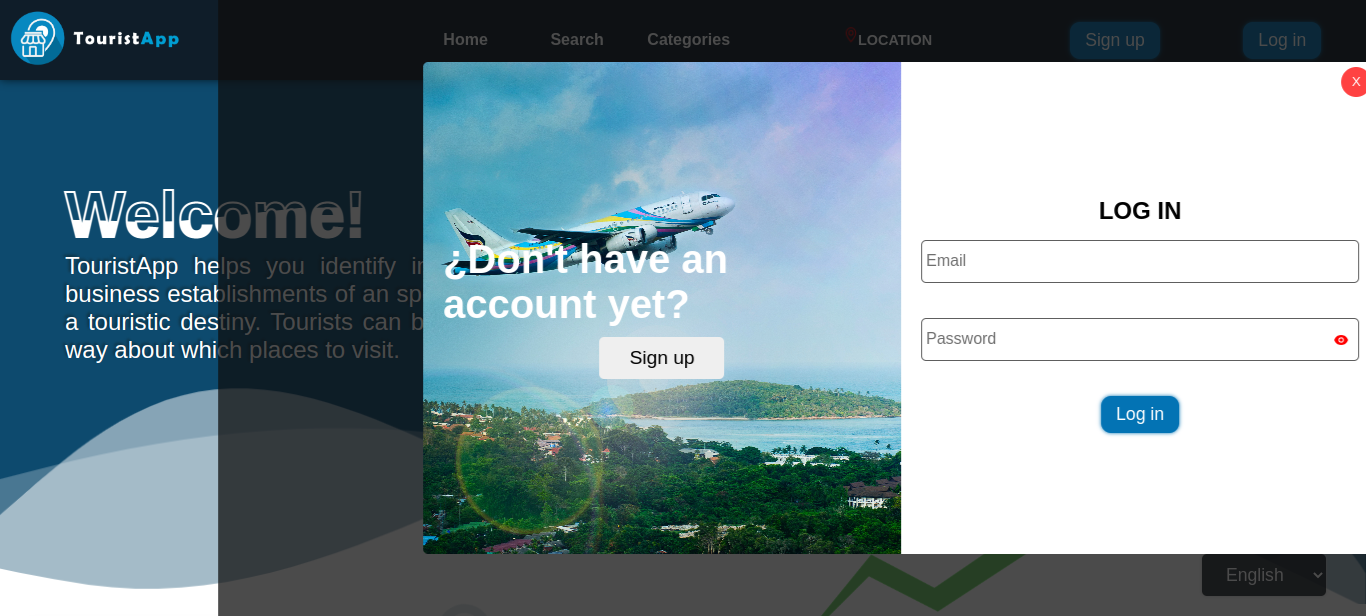 TouristApp
Home
Search
Categories
LOCATION
Sign up
Log in
X
Welcome!
TouristApp helps you identify
business establishments of an sp
a touristic destiny. Tourists can b
way about which places to visit.
¿Don't have an
account yet?
Sign up
LOG IN
Email
Password
Log in
English